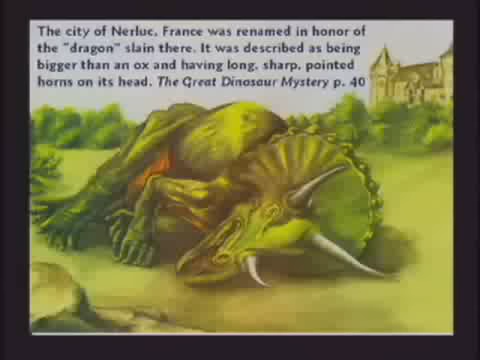 The city of Nerluc, France was renamed in honor of
the "dragon" slain there. It was described as being
bigger than an ox and having long, sharp, pointed
horns on its head. The Great Dinosaur Mystery p. 40